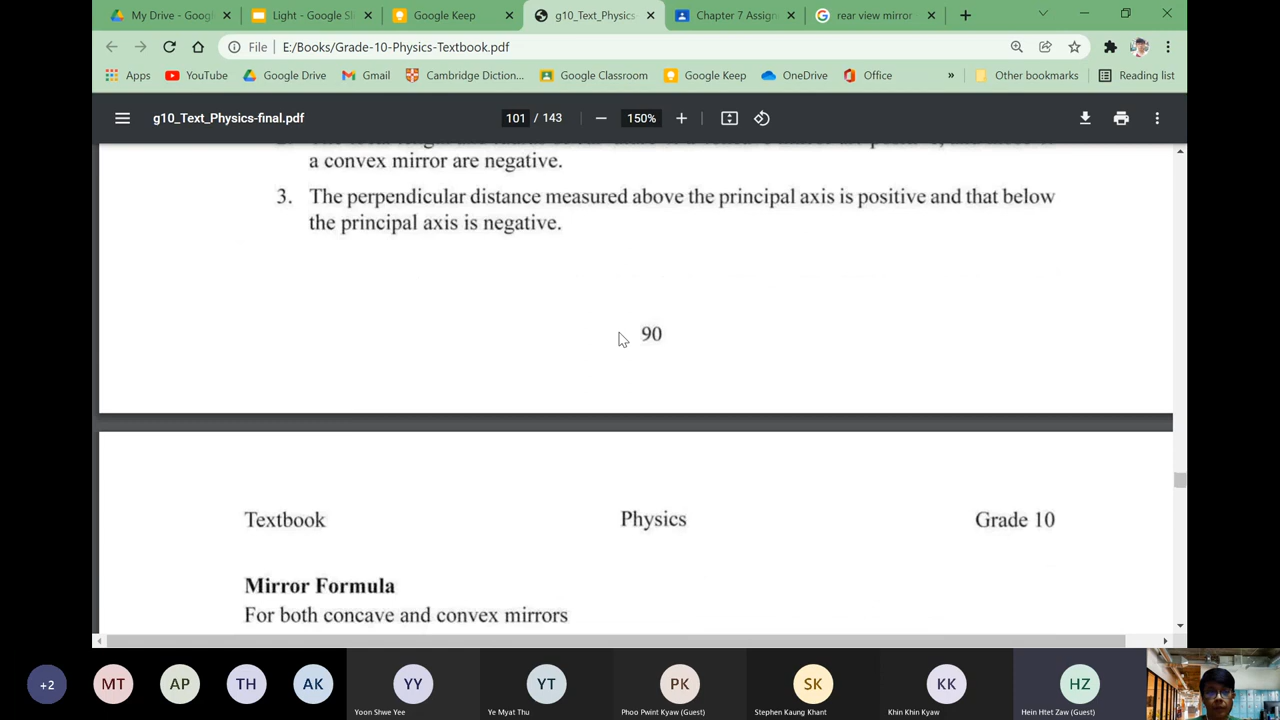 My Drive - Goog
Light - Google Sl
Google Keep
g10_Text_Physics
Chapter 7 Assign
rear view mirror
File
E:/Books/Grade-10-Physics-Textbook.pdf
Apps
YouTube
Google Drive
Gmail
Cambridge Diction...
Google Classroom
Google Keep
OneDrive
Office
»
Other bookmarks
Reading list
g10_Text_Physics-final.pdf
101 / 143
150%
a convex mirror are negative.
3. The perpendicular distance measured above the principal axis is positive and that below
the principal axis is negative.
90
Textbook
Physics
Grade 10
Mirror Formula
For both concave and convex mirrors
+2
MT
AP
TH
AK
YY
YT
PK
SK
KK
HZ
Yoon Shwe Yee
Ye Myat Thu
Phoo Pwint Kyaw (Guest)
Stephen Kaung Khant
Khin Khin Kyaw
Hein Htet Zaw (Guest)